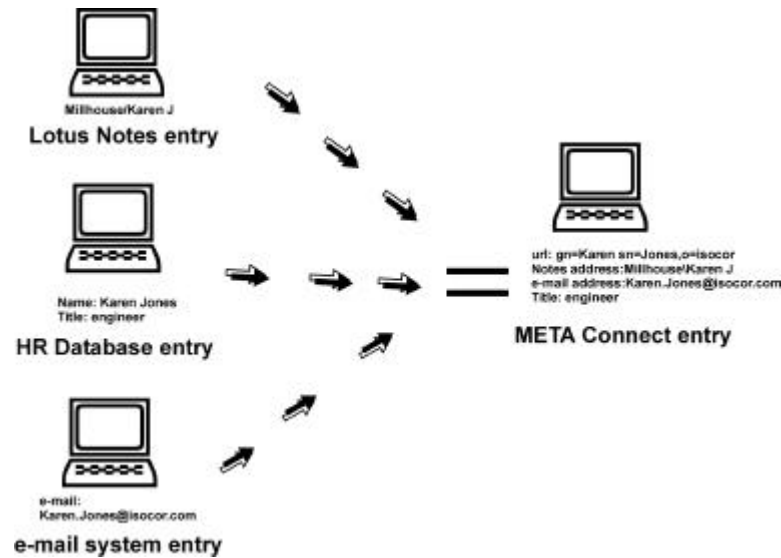 Millhouse/Karen J
Lotus Notes entry
Name: Karen Jones
Title: engineer
HR Database entry
e-mail:
Karen.Jones@isocor.com
e-mail system entry
url: gn=Karen sn=Jones,o=isocor
Notes address:Millhouse\Karen J
e-mail address:Karen.Jones@isocor.com
Title: engineer
META Connect entry